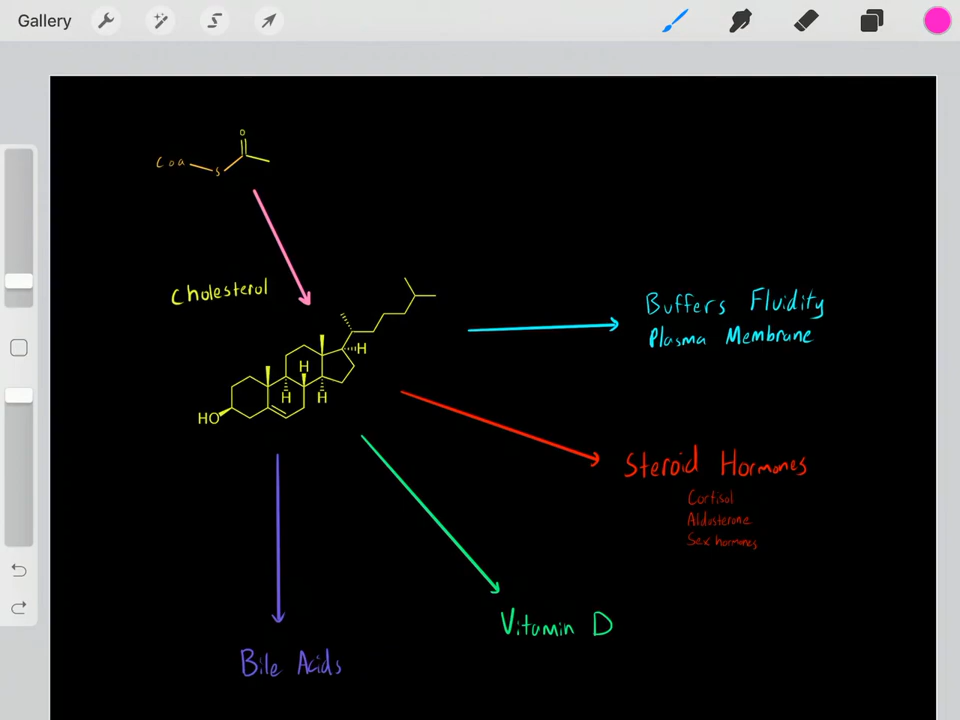 Gallery
O
Coa
S
Cholesterol
H
H
H
H
HO
Buffers Fluidity
Plasma Membrane
Steroid Hormones
Cortisol
Aldosterone
Sex hormones
Vitamin D
Bile Acids